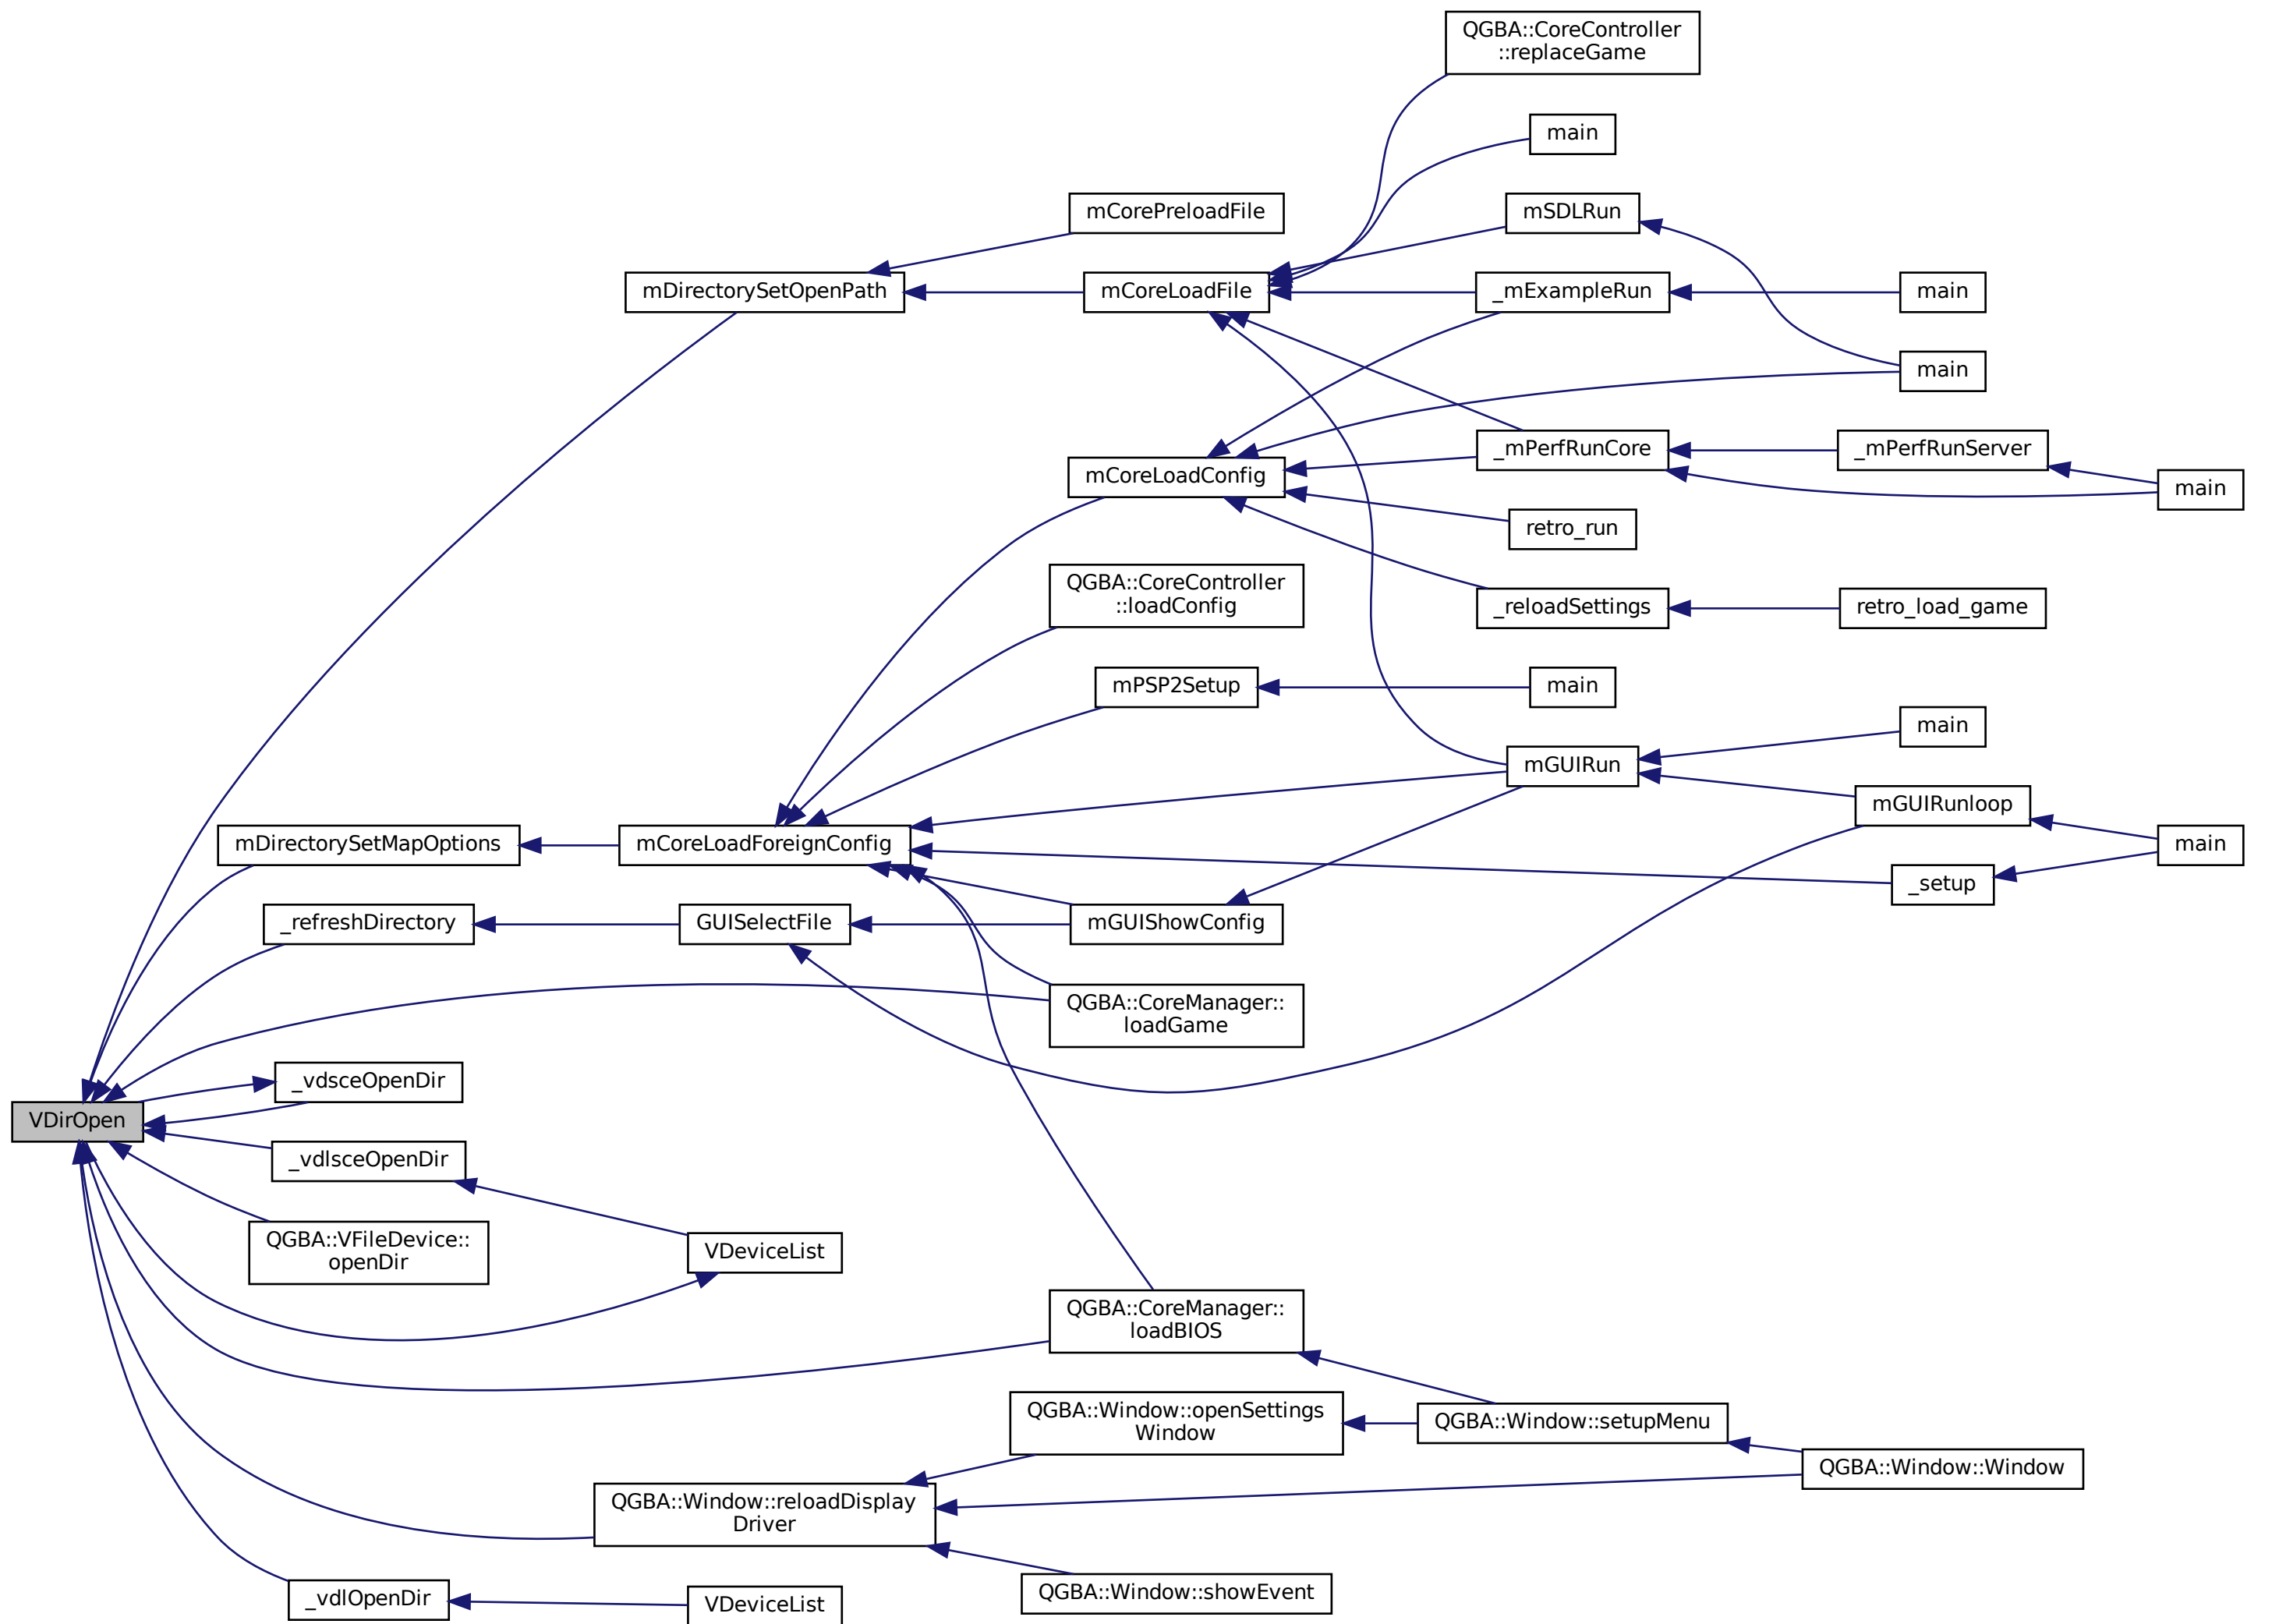 QGBA::CoreController
::replaceGame
main
mCorePreloadFile
mSDLRun
mDirectorySetOpenPath
mCoreLoadFile
_mExampleRun
main
main
mCoreLoadConfig
_mPerfRunCore
_mPerfRunServer
main
retro_run
QGBA::CoreController
::loadConfig
_reloadSettings
retro_load_game
mPSP2Setup
main
main
mGUIRun
mGUIRunloop
mDirectorySetMapOptions
mCoreLoadForeignConfig
main
_setup
_refreshDirectory
GUISelectFile
mGUIShowConfig
QGBA::CoreManager::
loadGame
_vdsceOpenDir
VDirOpen
_vdlsceOpenDir
QGBA::VFileDevice::
openDir
VDeviceList
QGBA::CoreManager::
loadBIOS
QGBA::Window::openSettings
Window
QGBA::Window::setupMenu
QGBA::Window::Window
QGBA::Window::reloadDisplay
Driver
QGBA::Window::showEvent
_vdlOpenDir
VDeviceList